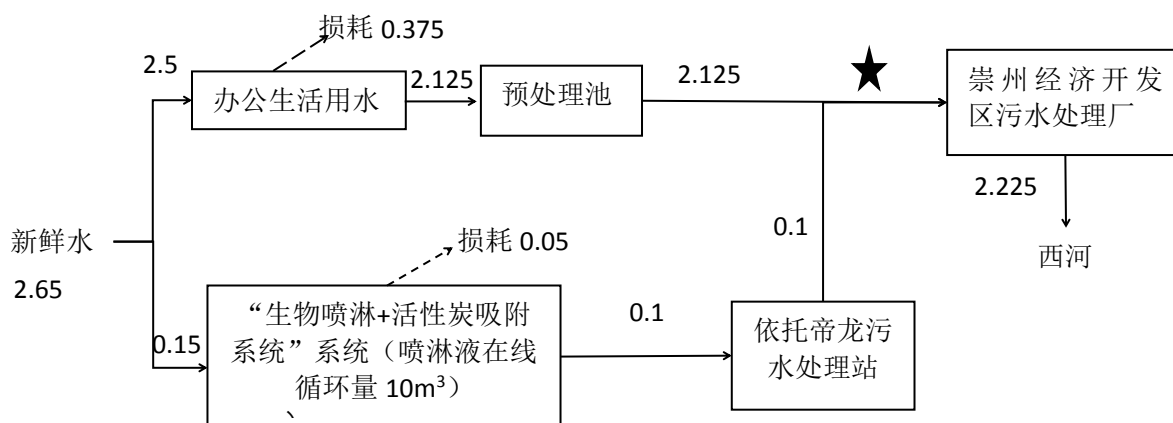 损耗 0.375
2.5
办公生活用水
2.125
预处理池
2.125
★
崇州经济开发
区污水处理厂
2.225
西河
新鲜水
2.65
损耗 0.05
0.15
“生物喷淋+活性炭吸附
系统”系统（喷淋液在线
循环量 10m³）
0.1
依托帝龙污
水处理站
0.1